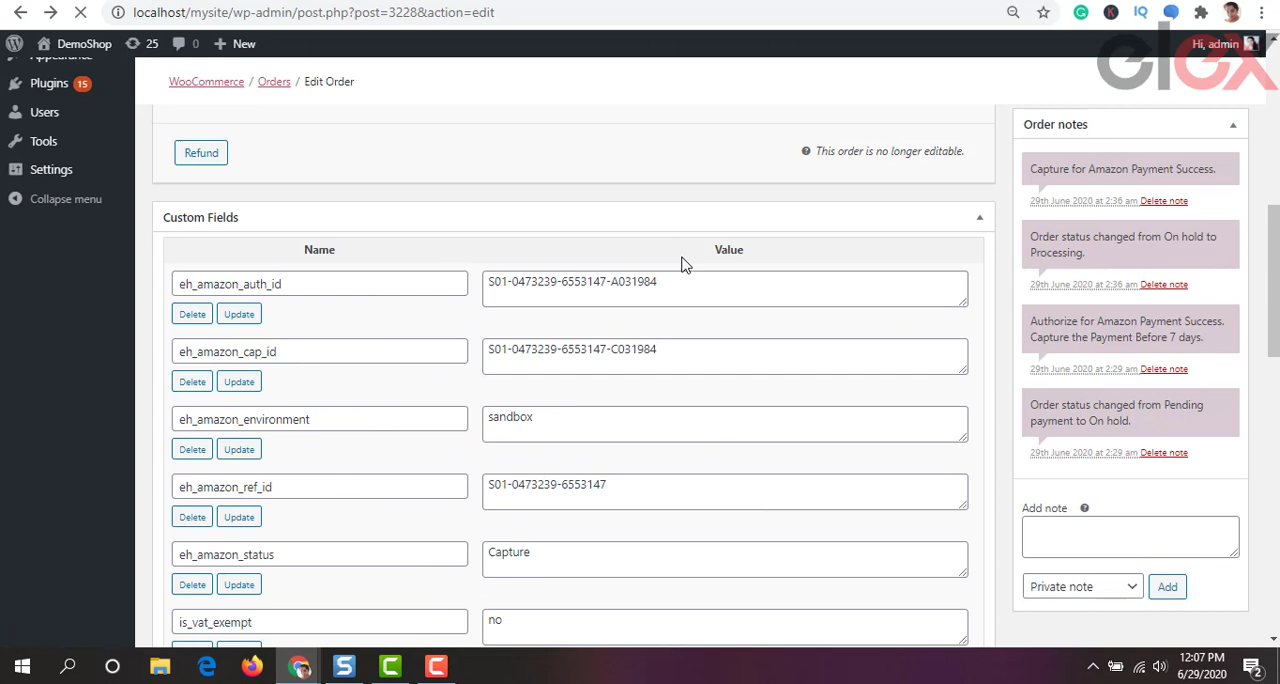 localhost/mysite/wp-admin/post.php?post=3228&action=edit
DemoShop
25
0
New
Hi, admin
elex
Appearance
Plugins 15
Users
Tools
Settings
Collapse menu
WooCommerce / Orders / Edit Order
Refund
This order is no longer editable.
Custom Fields
Name
Value
eh_amazon_auth_id
S01-0473239-6553147-A031984
Delete
Update
eh_amazon_cap_id
S01-0473239-6553147-C031984
Delete
Update
eh_amazon_environment
sandbox
Delete
Update
eh_amazon_ref_id
S01-0473239-6553147
Delete
Update
eh_amazon_status
Capture
Delete
Update
is_vat_exempt
no
Order notes
Capture for Amazon Payment Success.
29th June 2020 at 2:36 am Delete note
Order status changed from On hold to
Processing.
29th June 2020 at 2:36 am Delete note
Authorize for Amazon Payment Success.
Capture the Payment Before 7 days.
29th June 2020 at 2:29 am Delete note
Order status changed from Pending
payment to On hold.
29th June 2020 at 2:29 am Delete note
Add note
Private note
Add
12:07 PM
6/29/2020
2